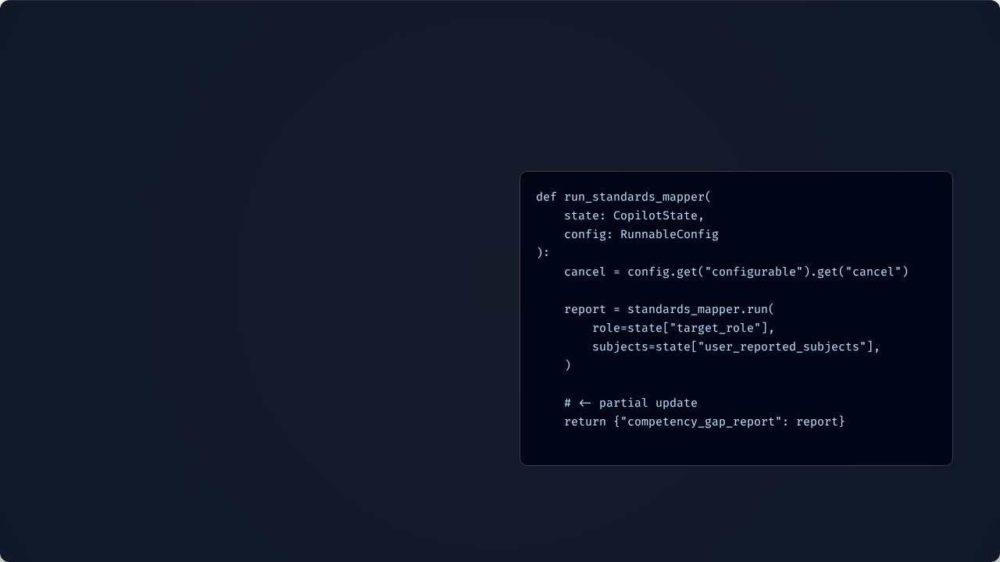 def run_standards_mapper(
    state: CopilotState,
    config: RunnableConfig
):
    cancel = config.get("configurable").get("cancel")

    report = standards_mapper.run(
        role=state["target_role"],
        subjects=state["user_reported_subjects"],
    )

    # <- partial update
    return {"competency_gap_report": report}